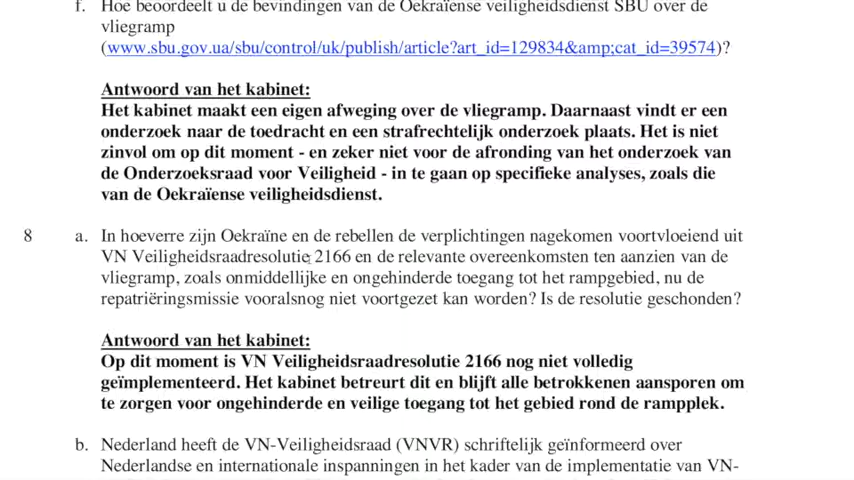 f. Hoe beoordeelt u de bevindingen van de Oekraïense veiligheidsdienst SBU over de
vliegramp
(www.sbu.gov.ua/sbu/control/uk/publish/article?art_id=129834&amp;cat_id=39574)?
Antwoord van het kabinet:
Het kabinet maakt een eigen afweging over de vliegramp. Daarnaast vindt er een
onderzoek naar de toedracht en een strafrechtelijk onderzoek plaats. Het is niet
zinvol om op dit moment - en zeker niet voor de afronding van het onderzoek van
de Onderzoeksraad voor Veiligheid - in te gaan op specifieke analyses, zoals die
van de Oekraïense veiligheidsdienst.
8 a. In hoeverre zijn Oekraïne en de rebellen de verplichtingen nagekomen voortvloeiend uit
VN Veiligheidsraadresolutie 2166 en de relevante overeenkomsten ten aanzien van de
vliegramp, zoals onmiddellijke en ongehinderde toegang tot het rampgebied, nu de
repatriëringsmissie vooralsnog niet voortgezet kan worden? Is de resolutie geschonden?
Antwoord van het kabinet:
Op dit moment is VN Veiligheidsraadresolutie 2166 nog niet volledig
geïmplementeerd. Het kabinet betreurt dit en blijft alle betrokkenen aansporen om
te zorgen voor ongehinderde en veilige toegang tot het gebied rond de rampplek.
b. Nederland heeft de VN-Veiligheidsraad (VNVR) schriftelijk geïnformeerd over
Nederlandse en internationale inspanningen in het kader van de implementatie van VN-